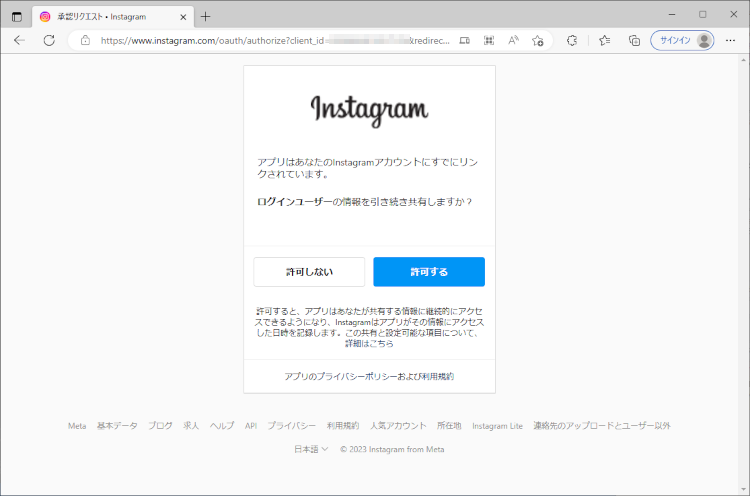 承認リクエスト • Instagram
https://www.instagram.com/oauth/authorize?client_id= &redirec...
サインイン
Instagram
アプリはあなたのInstagramアカウントにすでにリン
クされています。
ログインユーザーの情報を引き続き共有しますか？
許可しない
許可する
許可すると、アプリはあなたが共有する情報に継続的にアクセ
スできるようになり、Instagramはアプリがその情報にアクセス
した日時を記録します。この共有と設定可能な項目について、
詳細はこちら
アプリのプライバシーポリシーおよび利用規約
Meta 基本データ ブログ 求人 ヘルプ API プライバシー 利用規約 人気アカウント 所在地 Instagram Lite 連絡先のアップロードとユーザー以外
日本語 © 2023 Instagram from Meta